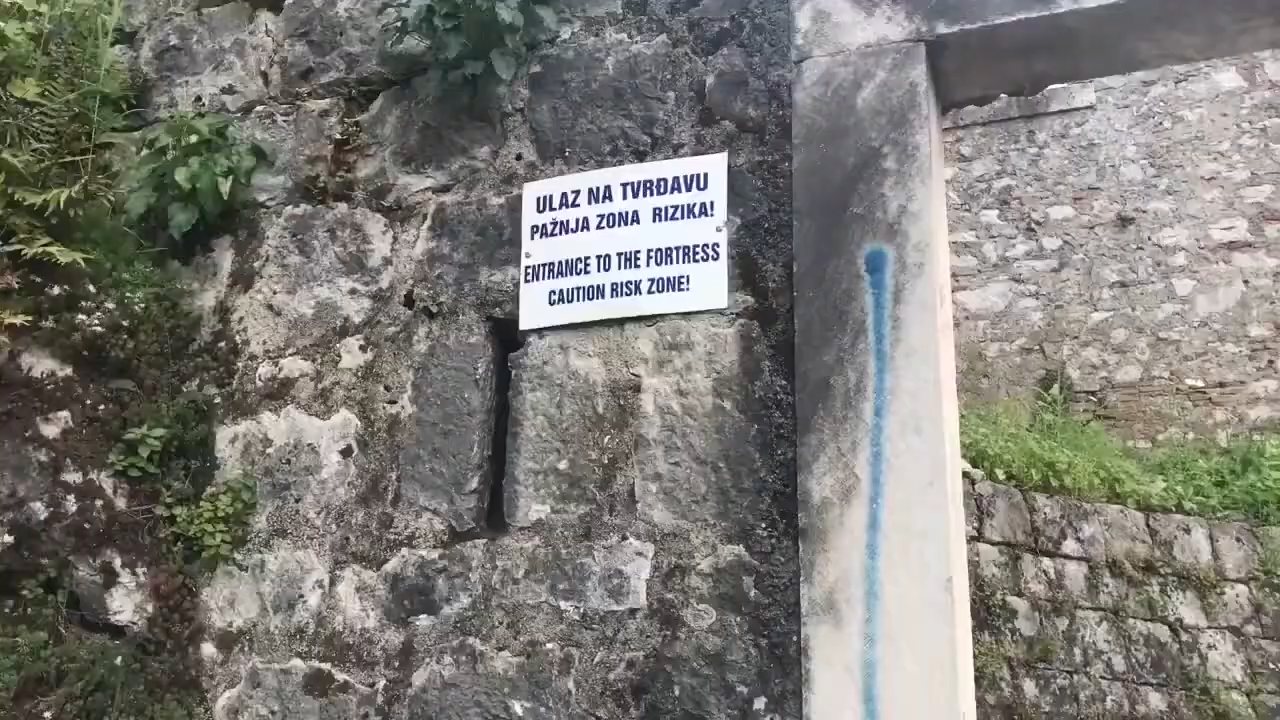 ULAZ NA TVRĐAVU
PAŽNJA ZONA RIZIKA!
ENTRANCE TO THE FORTRESS
CAUTION RISK ZONE!